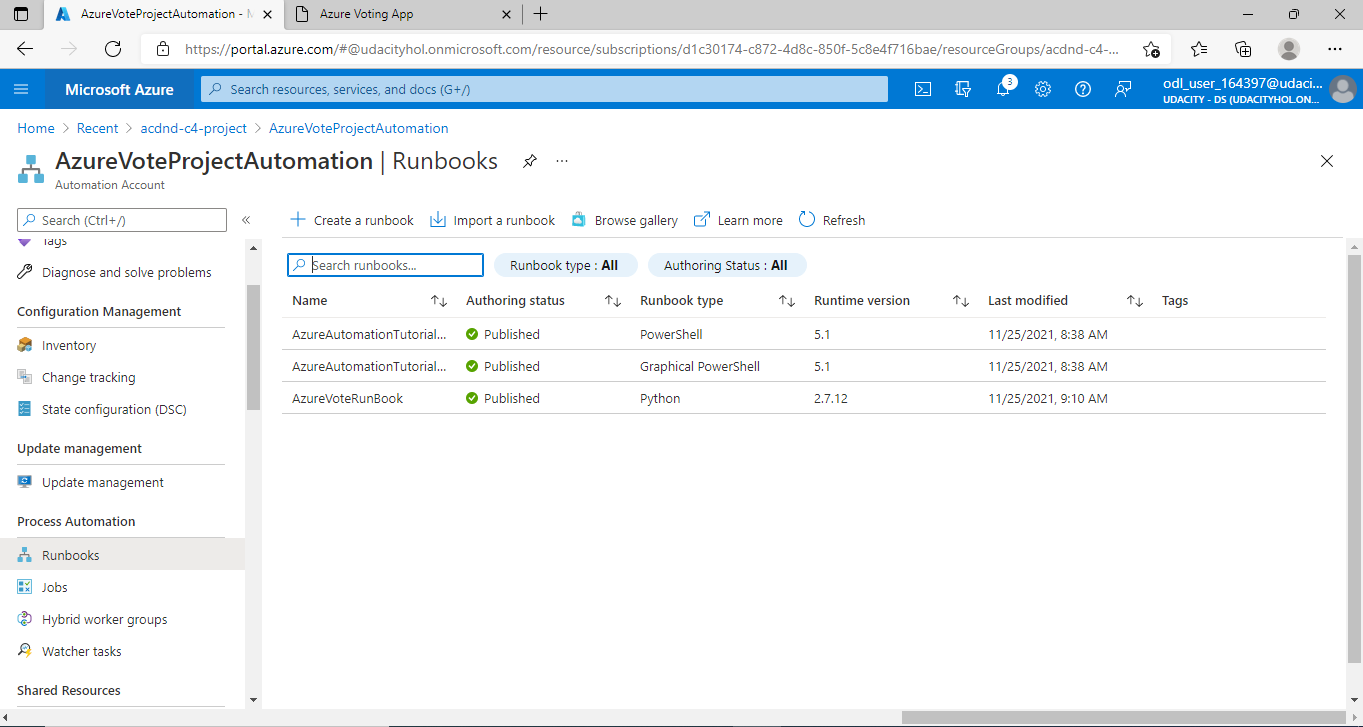 AzureVoteProjectAutomation - M
Azure Voting App
https://portal.azure.com/#@udacityhol.onmicrosoft.com/resource/subscriptions/d1c30174-c872-4d8c-850f-5c8e4f716bae/resourceGroups/acdnd-c4-...
Microsoft Azure
Search resources, services, and docs (G+/)
3
odl_user_164397@udaci...
UDACITY - DS (UDACITYHOL.ON...
Home > Recent > acdnd-c4-project > AzureVoteProjectAutomation
AzureVoteProjectAutomation | Runbooks
Automation Account
Search (Ctrl+/)
«
Create a runbook Import a runbook Browse gallery Learn more Refresh
Tags
Diagnose and solve problems
Configuration Management
Inventory
Change tracking
State configuration (DSC)
Update management
Update management
Process Automation
Runbooks
Jobs
Hybrid worker groups
Watcher tasks
Shared Resources
Search runbooks...
Runbook type : All
Authoring Status : All
Name Authoring status Runbook type Runtime version Last modified Tags
AzureAutomationTutorial... Published PowerShell 5.1 11/25/2021, 8:38 AM
AzureAutomationTutorial... Published Graphical PowerShell 5.1 11/25/2021, 8:38 AM
AzureVoteRunBook Published Python 2.7.12 11/25/2021, 9:10 AM